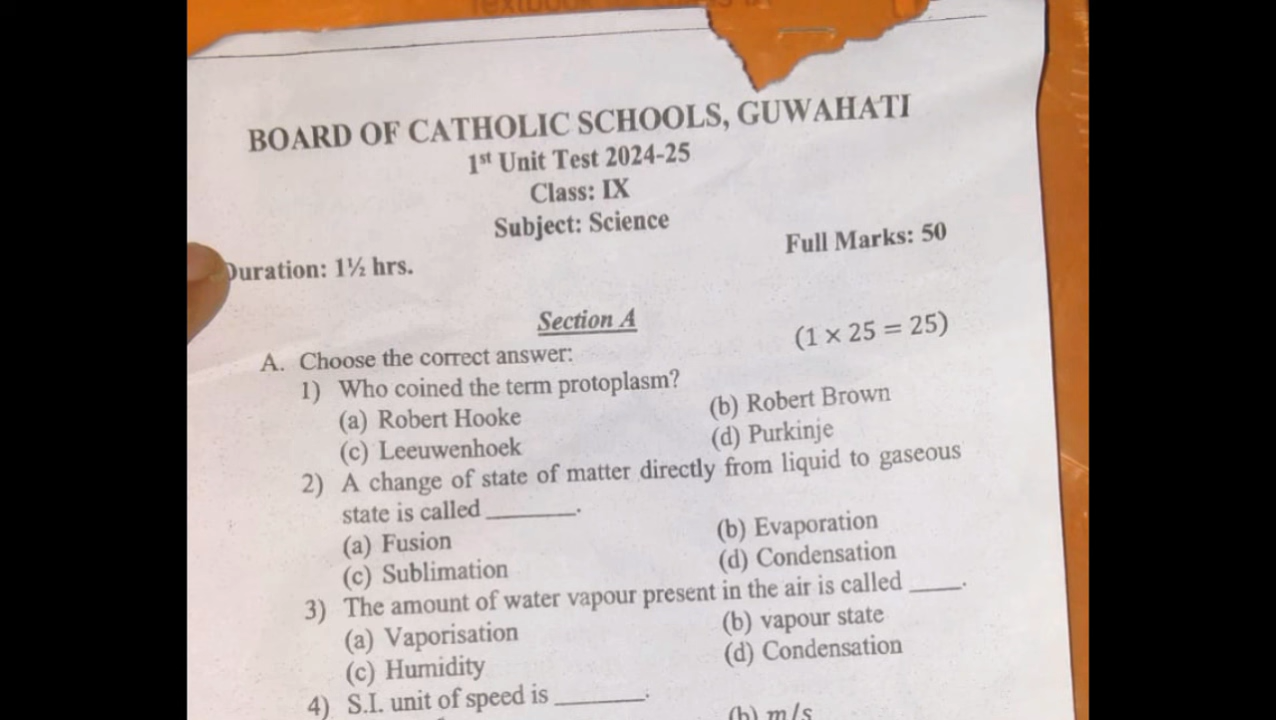 BOARD OF CATHOLIC SCHOOLS, GUWAHATI
1st Unit Test 2024-25
Class: IX
Subject: Science
Full Marks: 50
Duration: 1½ hrs.
Section A
A. Choose the correct answer:
(1 × 25 = 25)
1) Who coined the term protoplasm?
(a) Robert Hooke (b) Robert Brown
(c) Leeuwenhoek (d) Purkinje
2) A change of state of matter directly from liquid to gaseous
state is called ______.
(a) Fusion (b) Evaporation
(c) Sublimation (d) Condensation
3) The amount of water vapour present in the air is called ____.
(a) Vaporisation (b) vapour state
(c) Humidity (d) Condensation
4) S.I. unit of speed is ______.
(b) m/s